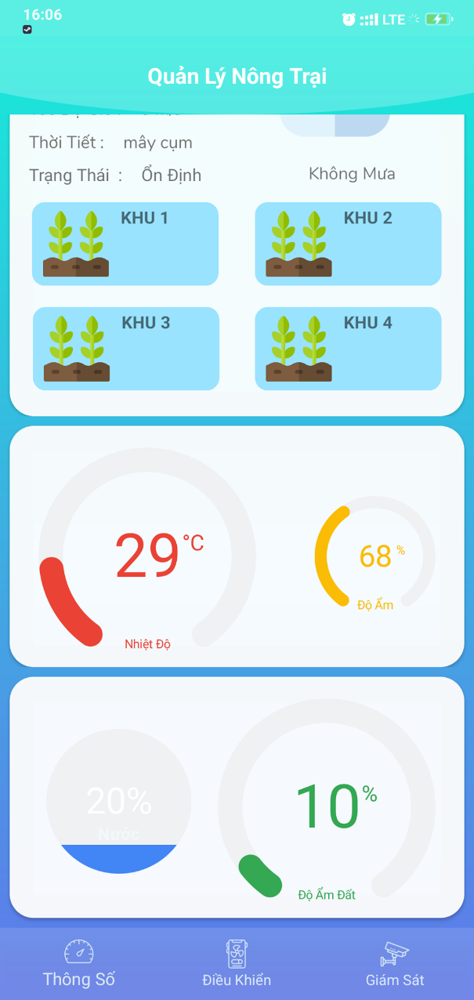 16:06
LTE
Quản Lý Nông Trại
Thời Tiết : mây cụm
Trạng Thái : Ổn Định
Không Mưa
KHU 1
KHU 2
KHU 3
KHU 4
29 °C
Nhiệt Độ
68 %
Độ Ẩm
20%
Nước
10%
Độ Ẩm Đất
Thông Số
Điều Khiển
Giám Sát